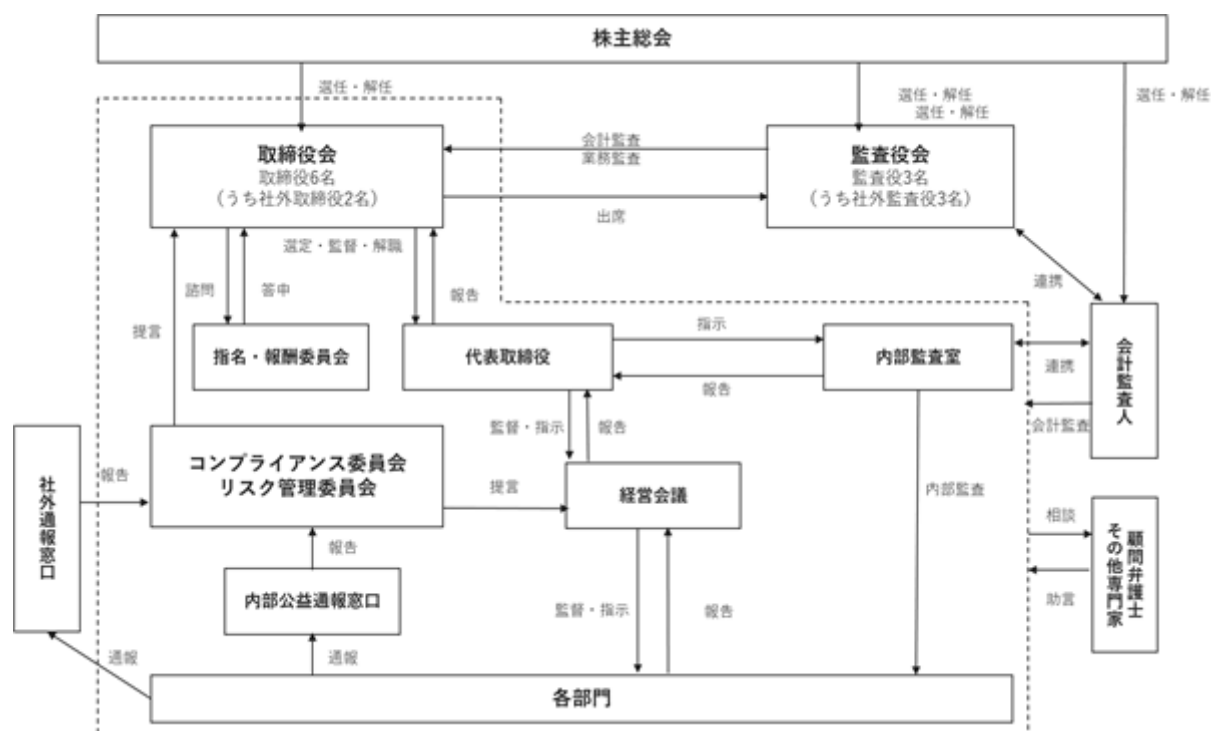 株主総会
選任・解任
選任・解任
選任・解任
選任・解任
取締役会
取締役6名
（うち社外取締役2名）
会計監査
業務監査
出席
監査役会
監査役3名
（うち社外監査役3名）
選定・監督・解職
諮問
答申
報告
連携
提言
指名・報酬委員会
代表取締役
指示
報告
内部監査室
連携
会計監査
会計監査人
監督・指示
報告
社外通報窓口
報告
コンプライアンス委員会
リスク管理委員会
提言
経営会議
内部監査
相談
助言
顧問弁護士
その他専門家
報告
内部公益通報窓口
監督・指示
報告
通報
通報
各部門